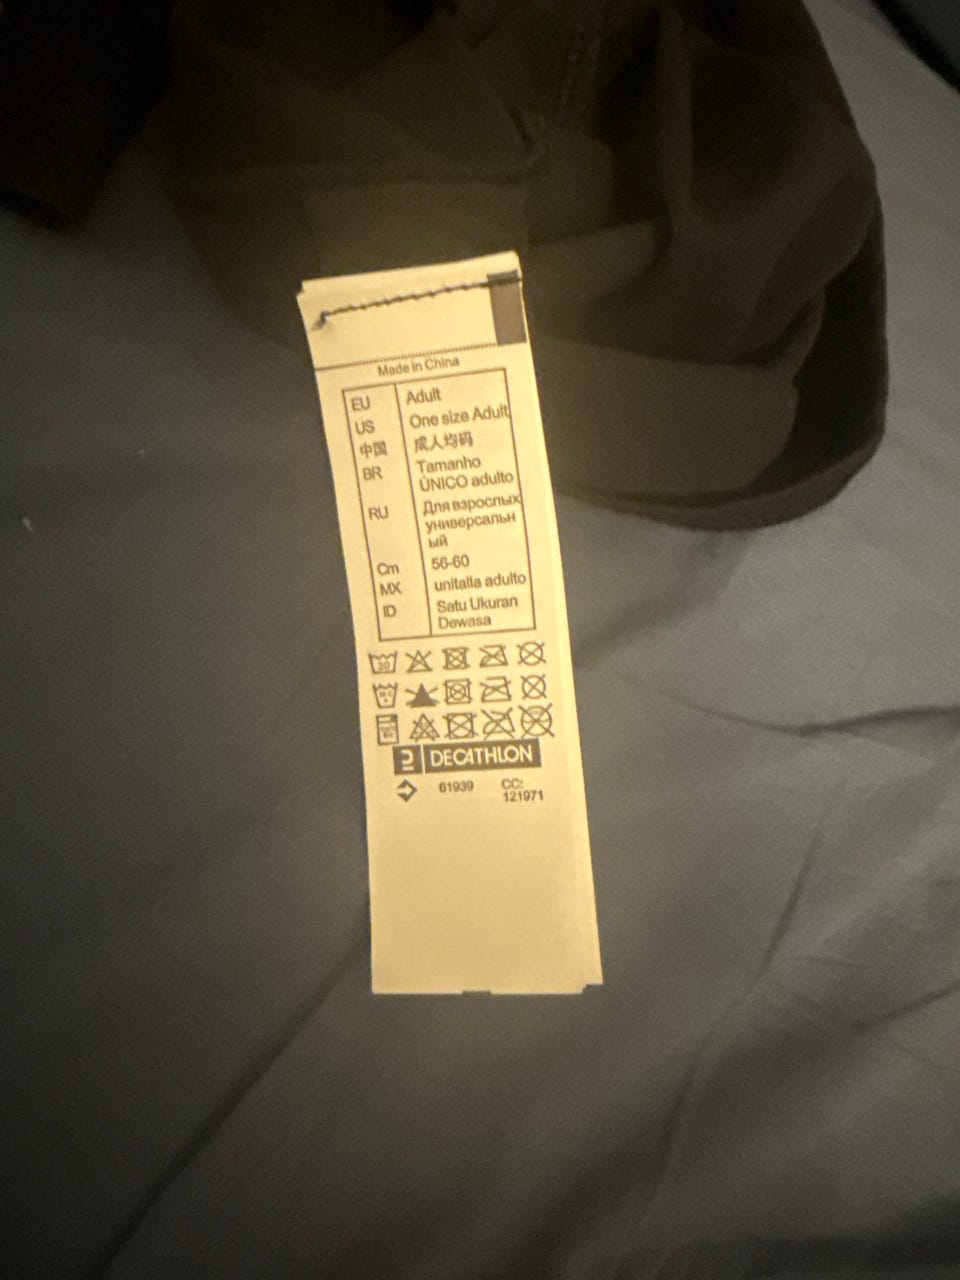 Made in China
EU Adult
US One size Adult
中国 成人均码
BR Tamanho
ÚNICO adulto
RU Для взрослых
универсальн
ый
Cm 56-60
MX unitalla adulto
ID Satu Ukuran
Dewasa
30
DECATHLON
61939 CC:
121971